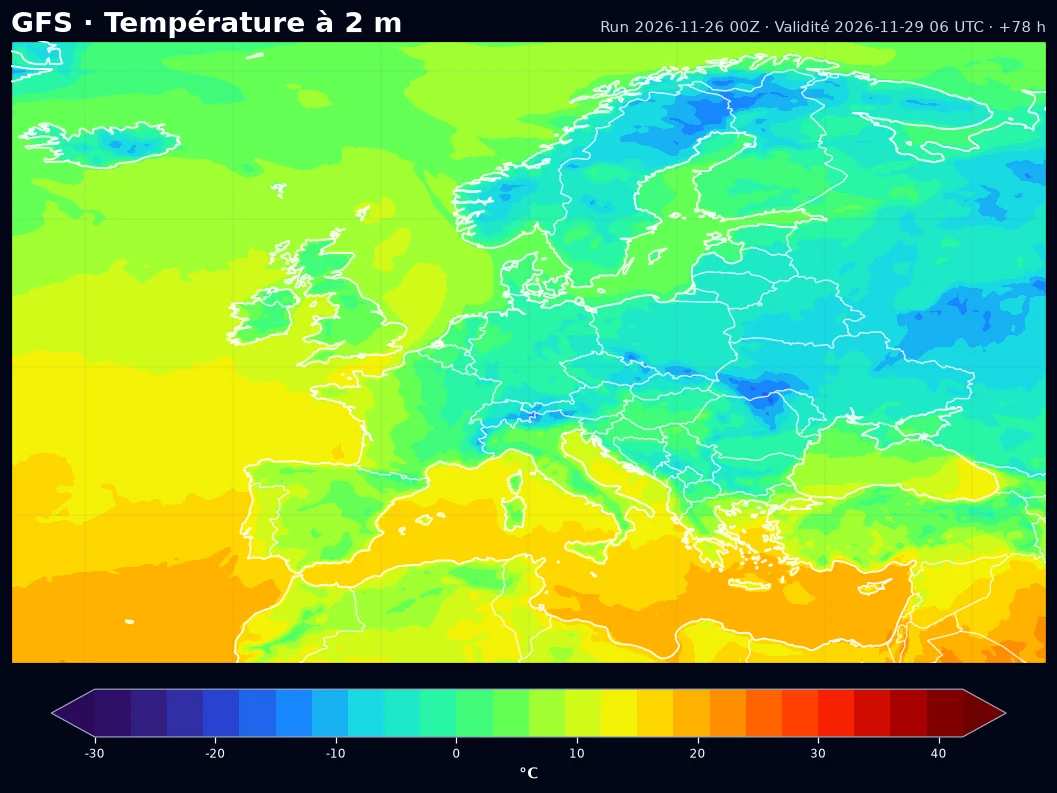 GFS · Température à 2 m
Run 2026-11-26 00Z · Validité 2026-11-29 06 UTC · +78 h
-30 -20 -10 0 10 20 30 40
°C